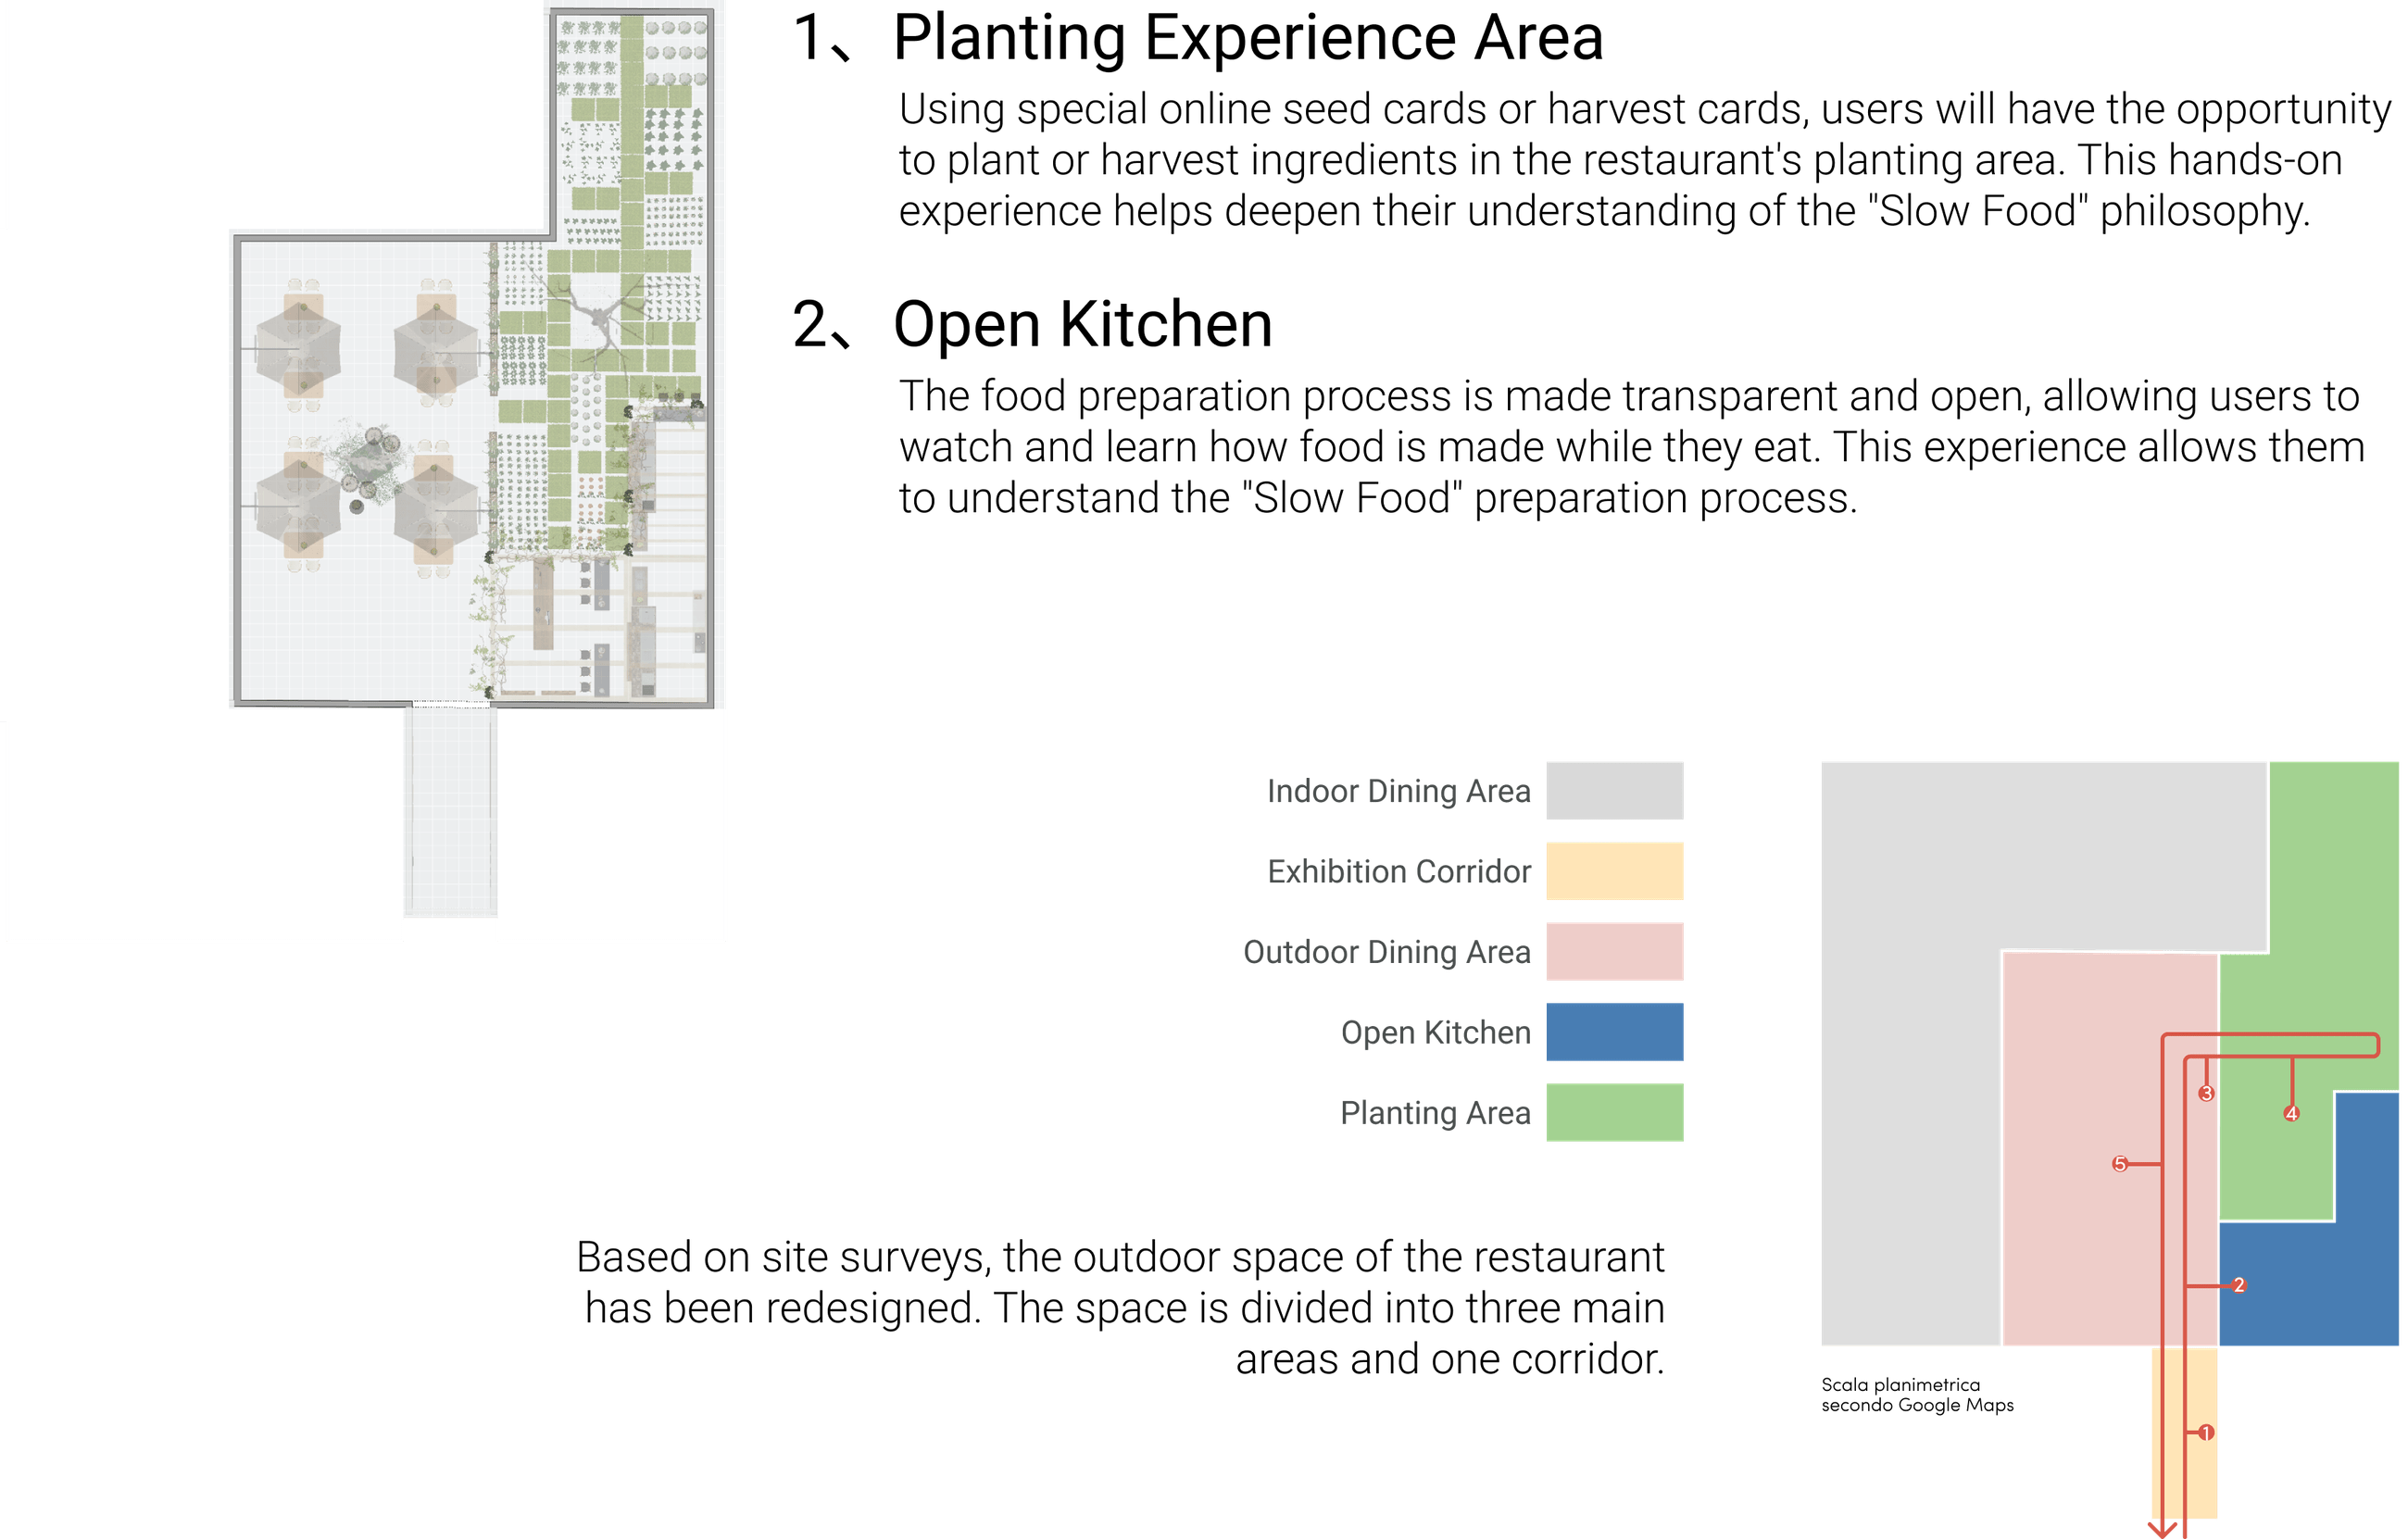 1、 Planting Experience Area
Using special online seed cards or harvest cards, users will have the opportunity
to plant or harvest ingredients in the restaurant's planting area. This hands-on
experience helps deepen their understanding of the "Slow Food" philosophy.
2、 Open Kitchen
The food preparation process is made transparent and open, allowing users to
watch and learn how food is made while they eat. This experience allows them
to understand the "Slow Food" preparation process.
Indoor Dining Area
Exhibition Corridor
Outdoor Dining Area
Open Kitchen
Planting Area
Based on site surveys, the outdoor space of the restaurant
has been redesigned. The space is divided into three main
areas and one corridor.
3
4
5
2
Scala planimetrica
secondo Google Maps
1